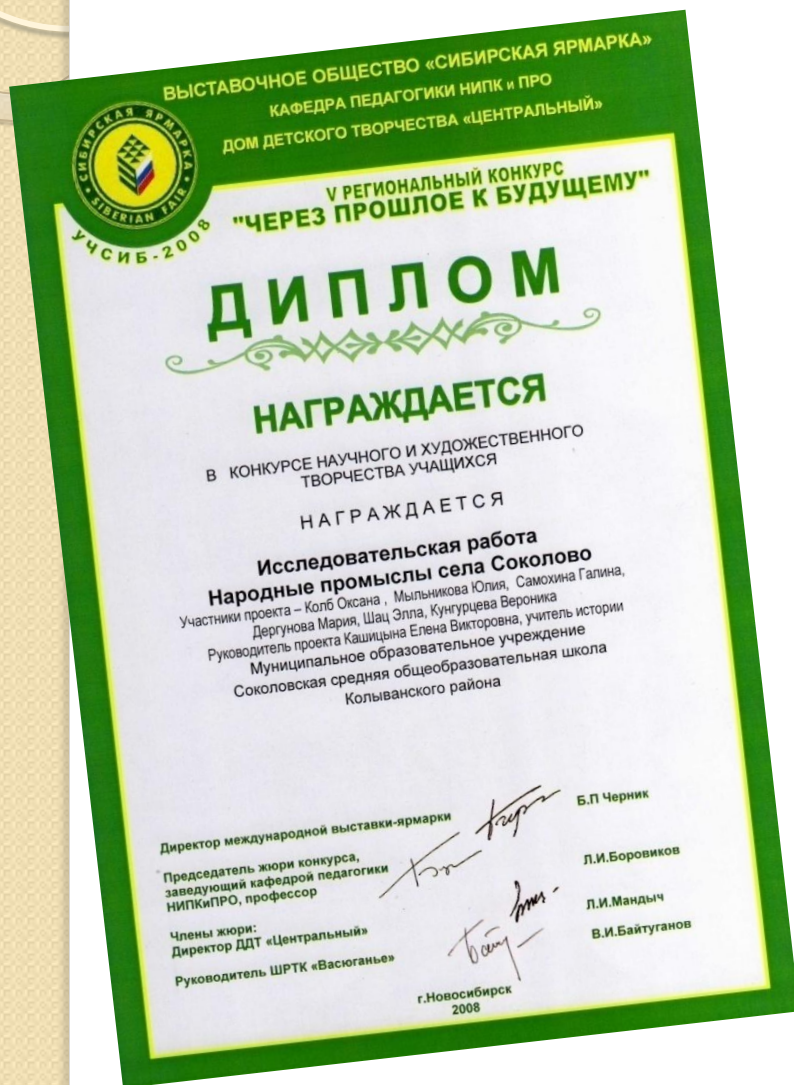 ВЫСТАВОЧНОЕ ОБЩЕСТВО «СИБИРСКАЯ ЯРМАРКА»
КАФЕДРА ПЕДАГОГИКИ НИПК и ПРО
ДОМ ДЕТСКОГО ТВОРЧЕСТВА «ЦЕНТРАЛЬНЫЙ»
СИБИРСКАЯ ЯРМАРКА
SIBERIAN FAIR
УЧСИБ-2008
V РЕГИОНАЛЬНЫЙ КОНКУРС
"ЧЕРЕЗ ПРОШЛОЕ К БУДУЩЕМУ"
ДИПЛОМ
НАГРАЖДАЕТСЯ
В КОНКУРСЕ НАУЧНОГО И ХУДОЖЕСТВЕННОГО
ТВОРЧЕСТВА УЧАЩИХСЯ
НАГРАЖДАЕТСЯ
Исследовательская работа
Народные промыслы села Соколово
Участники проекта – Колб Оксана , Мыльникова Юлия, Самохина Галина,
Дергунова Мария, Шац Элла, Кунгурцева Вероника
Руководитель проекта Кашицына Елена Викторовна, учитель истории
Муниципальное образовательное учреждение
Соколовская средняя общеобразовательная школа
Колыванского района
Директор международной выставки-ярмарки Б.П Черник
Председатель жюри конкурса,
заведующий кафедрой педагогики
НИПКиПРО, профессор Л.И.Боровиков
Члены жюри:
Директор ДДТ «Центральный» Л.И.Мандыч
Руководитель ШРТК «Васюганье» В.И.Байтуганов
г.Новосибирск
2008